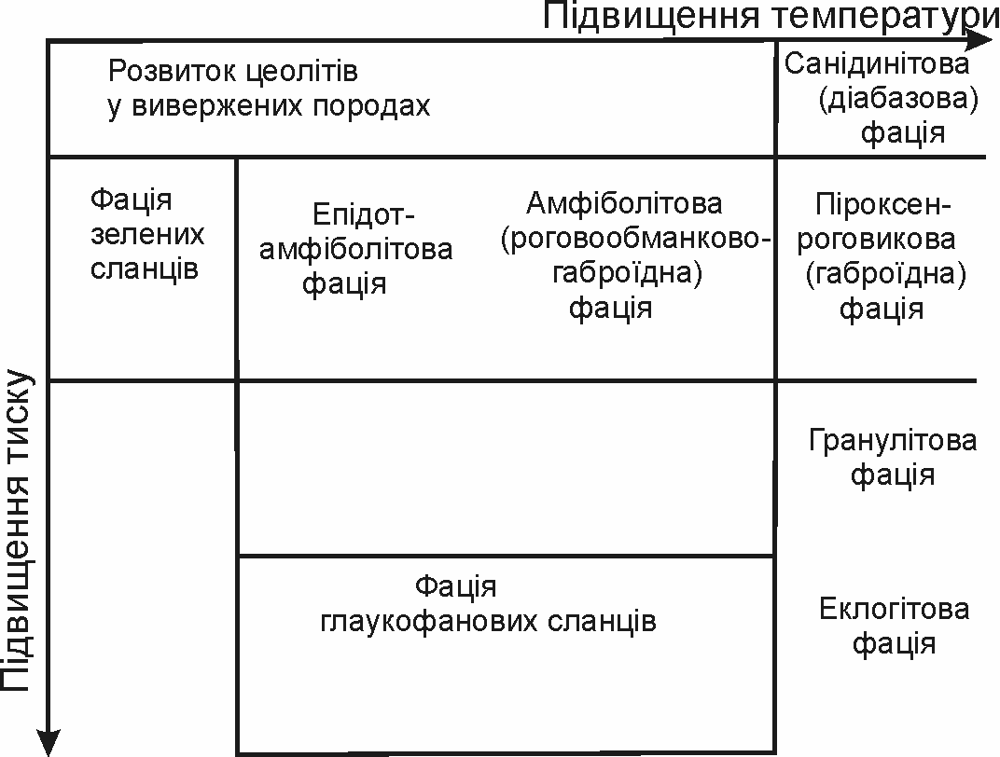 Підвищення температури
Розвиток цеолітів
у вивержених породах
Санідинітова
(діабазова)
фація
Фація
зелених
сланців
Епідот-
амфіболітова
фація
Амфіболітова
(роговообманково-
габроїдна)
фація
Піроксен-
роговикова
(габроїдна)
фація
Підвищення тиску
Гранулітова
фація
Фація
глаукофанових сланців
Еклогітова
фація